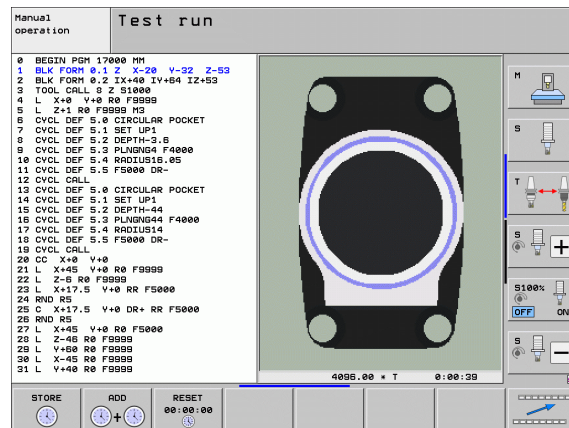 Manual
operation
Test run
0 BEGIN PGM 17000 MM
1 BLK FORM 0.1 Z X-20 Y-32 Z-53
2 BLK FORM 0.2 IX+40 IY+64 IZ+53
3 TOOL CALL 8 Z S1000
4 L X+0 Y+0 R0 F9999
5 L Z+1 R0 F9999 M3
6 CYCL DEF 5.0 CIRCULAR POCKET
7 CYCL DEF 5.1 SET UP1
8 CYCL DEF 5.2 DEPTH-3.6
9 CYCL DEF 5.3 PLNGNG4 F4000
10 CYCL DEF 5.4 RADIUS16.05
11 CYCL DEF 5.5 F5000 DR-
12 CYCL CALL
13 CYCL DEF 5.0 CIRCULAR POCKET
14 CYCL DEF 5.1 SET UP1
15 CYCL DEF 5.2 DEPTH-44
16 CYCL DEF 5.3 PLNGNG44 F4000
17 CYCL DEF 5.4 RADIUS14
18 CYCL DEF 5.5 F5000 DR-
19 CYCL CALL
20 CC X+0 Y+0
21 L X+45 Y+0 R0 F9999
22 L Z-6 R0 F9999
23 L X+17.5 Y+0 RR F5000
24 RND R5
25 C X+17.5 Y+0 DR+ RR F5000
26 RND R5
27 L X+45 Y+0 R0 F5000
28 L Z-46 R0 F9999
29 L Y+60 R0 F9999
30 L X-45 R0 F9999
31 L Y+40 R0 F9999
4096.00 * T 0:00:39
M
S
T
S
+
S100%
OFF ON
S
−
STORE
ADD
+
RESET
00:00:00